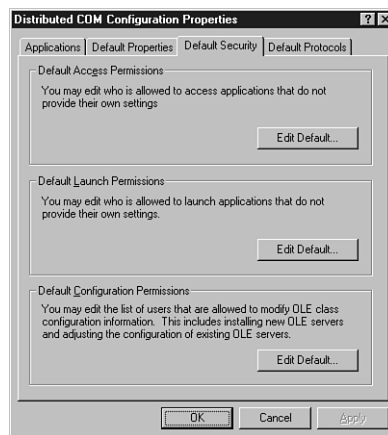 Distributed COM Configuration Properties
Applications Default Properties Default Security Default Protocols
Default Access Permissions
You may edit who is allowed to access applications that do not
provide their own settings
Edit Default...
Default Launch Permissions
You may edit who is allowed to launch applications that do not
provide their own settings.
Edit Default...
Default Configuration Permissions
You may edit the list of users that are allowed to modify OLE class
configuration information. This includes installing new OLE servers
and adjusting the configuration of existing OLE servers.
Edit Default...
OK Cancel Apply